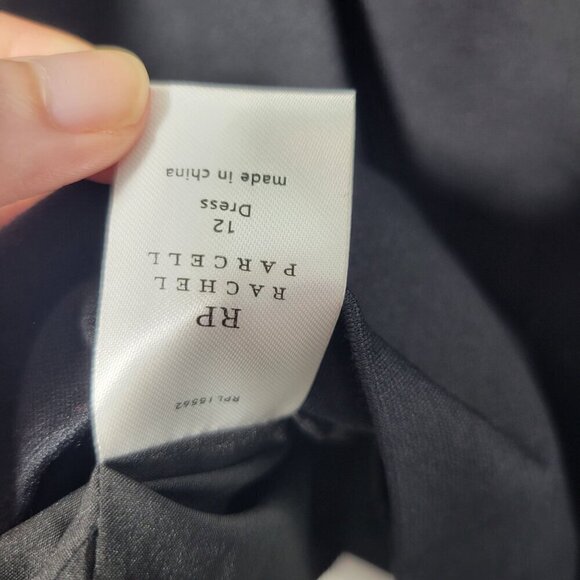 RPL15562
RP
RACHEL
PARCELL
12
Dress
made in china